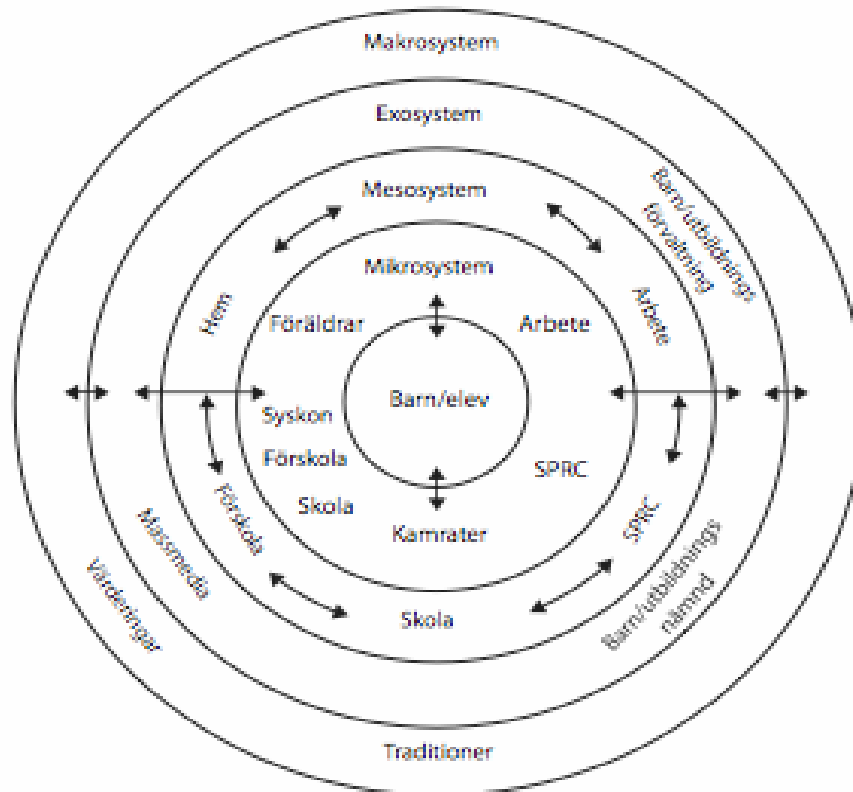 Makrosystem
Exosystem
Mesosystem
Mikrosystem
Barn/utbildnings
förvaltning
Hem
Föräldrar
Arbete
Arbete
Barn/elev
Syskon
Förskola
Skola
SPRC
Kamrater
Förskola
SPRC
Massmedia
Värderingar
Skola
Barn/utbildnings
nämnd
Traditioner